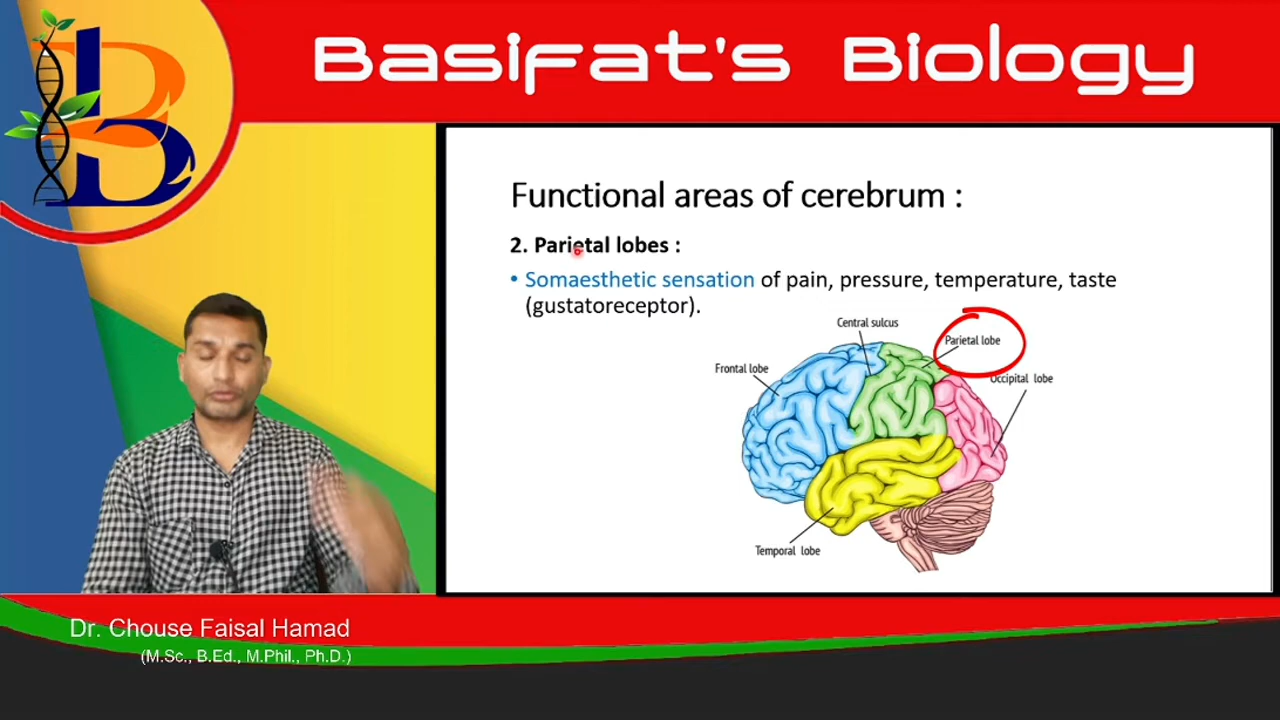 Basifat's Biology
Functional areas of cerebrum :
2. Parietal lobes :
• Somaesthetic sensation of pain, pressure, temperature, taste
(gustatoreceptor).
Central sulcus
Parietal lobe
Frontal lobe
Occipital lobe
Temporal lobe
Dr. Chouse Faisal Hamad
(M.Sc., B.Ed., M.Phil., Ph.D.)